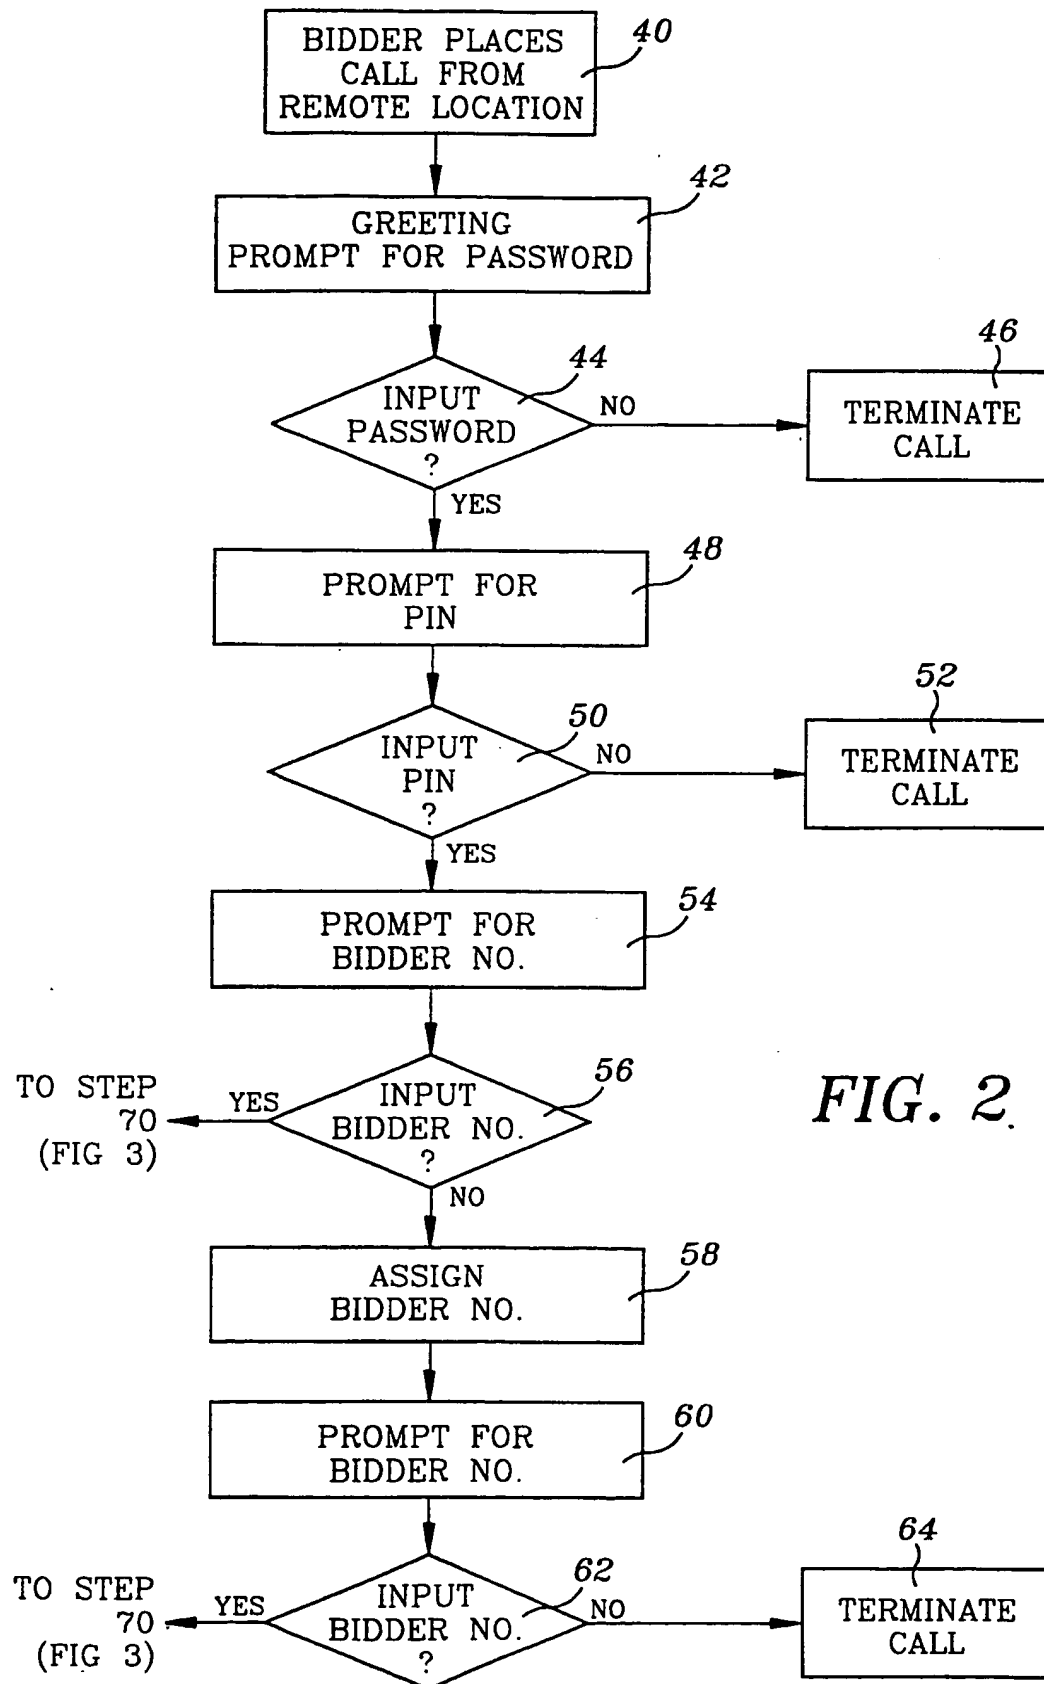 BIDDER PLACES
CALL FROM
REMOTE LOCATION
40
GREETING
PROMPT FOR PASSWORD
42
INPUT
PASSWORD
?
44
NO
46
TERMINATE
CALL
YES
PROMPT FOR
PIN
48
INPUT
PIN
?
50
NO
52
TERMINATE
CALL
YES
PROMPT FOR
BIDDER NO.
54
INPUT
BIDDER NO.
?
56
YES
TO STEP
70
(FIG 3)
FIG. 2.
NO
ASSIGN
BIDDER NO.
58
PROMPT FOR
BIDDER NO.
60
INPUT
BIDDER NO.
?
62
YES
TO STEP
70
(FIG 3)
NO
64
TERMINATE
CALL